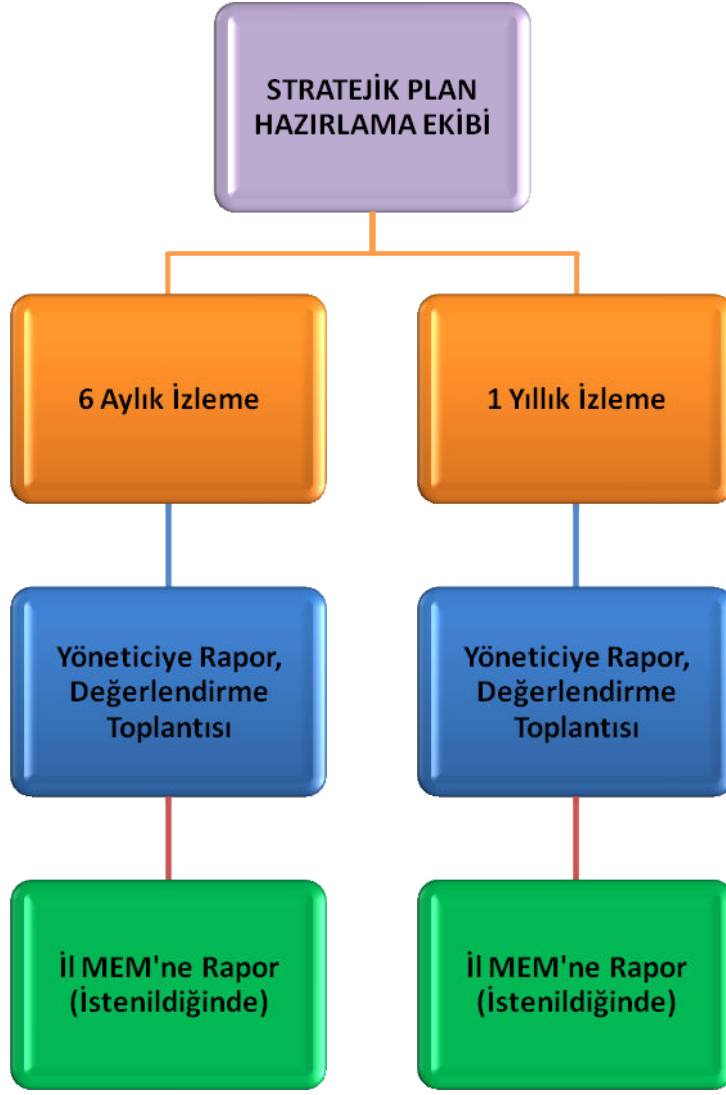 STRATEJİK PLAN
HAZIRLAMA EKİBİ
6 Aylık İzleme
1 Yıllık İzleme
Yöneticiye Rapor,
Değerlendirme
Toplantısı
Yöneticiye Rapor,
Değerlendirme
Toplantısı
İl MEM'ne Rapor
(İstenildiğinde)
İl MEM'ne Rapor
(İstenildiğinde)